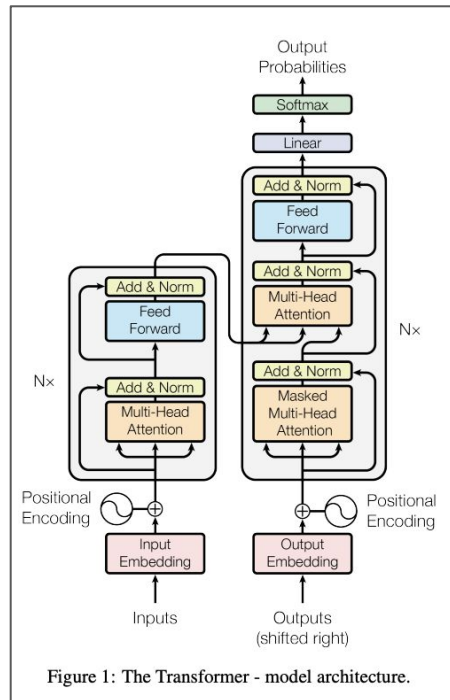 Output
Probabilities
Softmax
Linear
Add & Norm
Feed
Forward
Add & Norm
Multi-Head
Attention
Add & Norm
Masked
Multi-Head
Attention
N×
Positional
Encoding
Output
Embedding
Outputs
(shifted right)
Add & Norm
Feed
Forward
Add & Norm
Multi-Head
Attention
N×
Positional
Encoding
Input
Embedding
Inputs
Figure 1: The Transformer - model architecture.